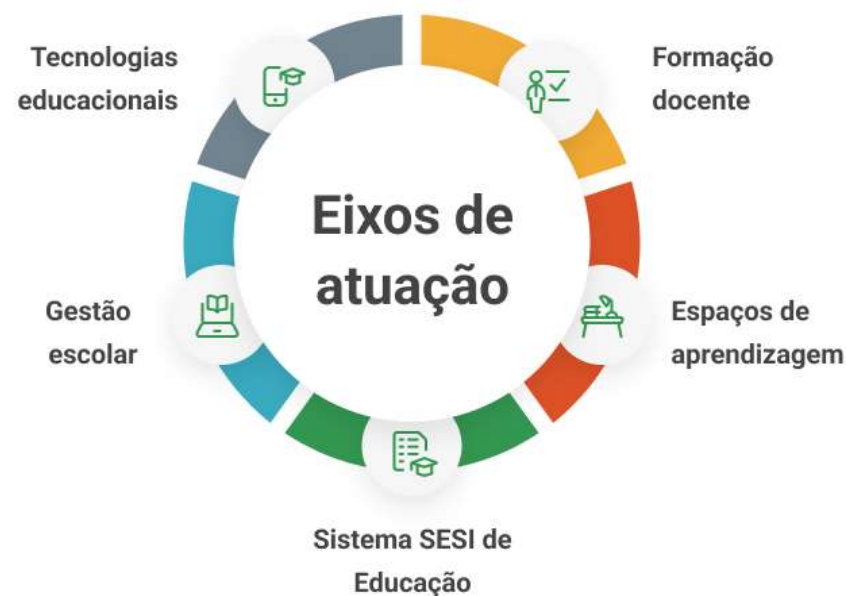 Tecnologias
educacionais
Formação
docente
Eixos de
atuação
Gestão
escolar
Espaços de
aprendizagem
Sistema SESI de
Educação